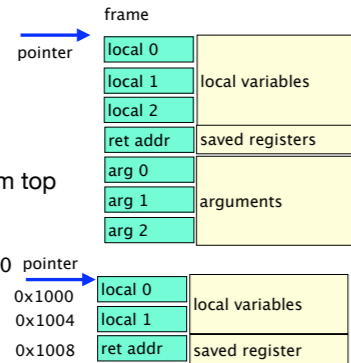 frame
pointer
local 0
local 1
local variables
local 2
ret addr
saved registers
arg 0
m top
arg 1
arguments
arg 2
0 pointer
0x1000
local 0
local variables
0x1004
local 1
0x1008
ret addr
saved register